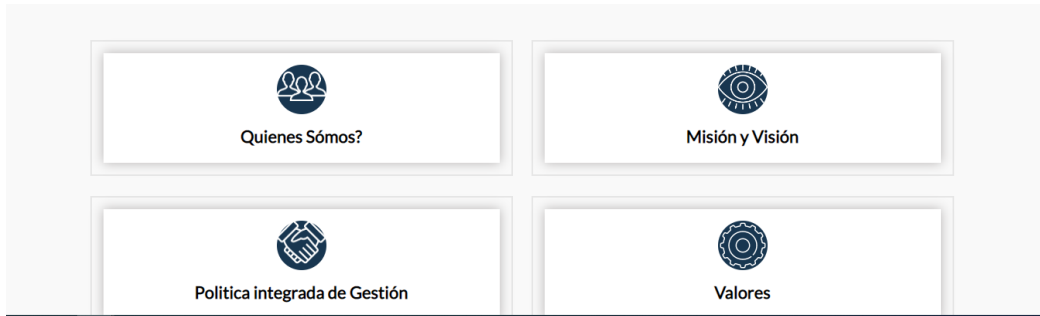 Quienes Sómos?
Misión y Visión
Politica integrada de Gestión
Valores